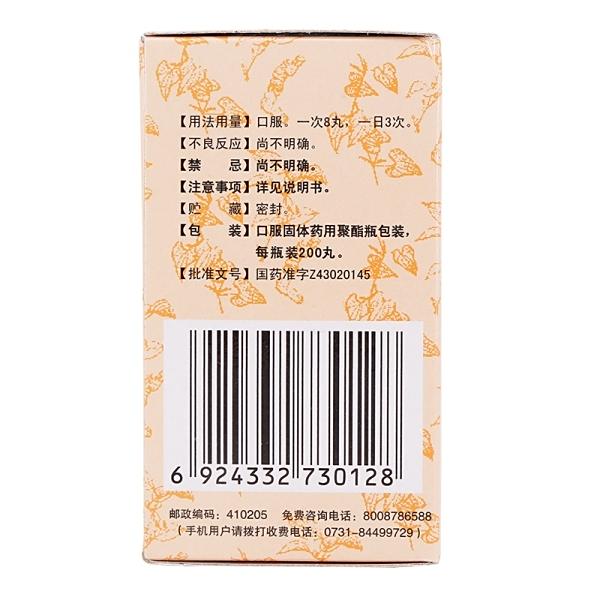 【用法用量】口服。一次8丸，一日3次。
【不良反应】尚不明确。
【禁　　忌】尚不明确。
【注意事项】详见说明书。
【贮　　藏】密封。
【包　　装】口服固体药用聚酯瓶包装，
每瓶装200丸。
【批准文号】国药准字Z43020145
6 924332 730128
邮政编码：410205　免费咨询电话：8008786588
（手机用户请拨打收费电话：0731-84499729）